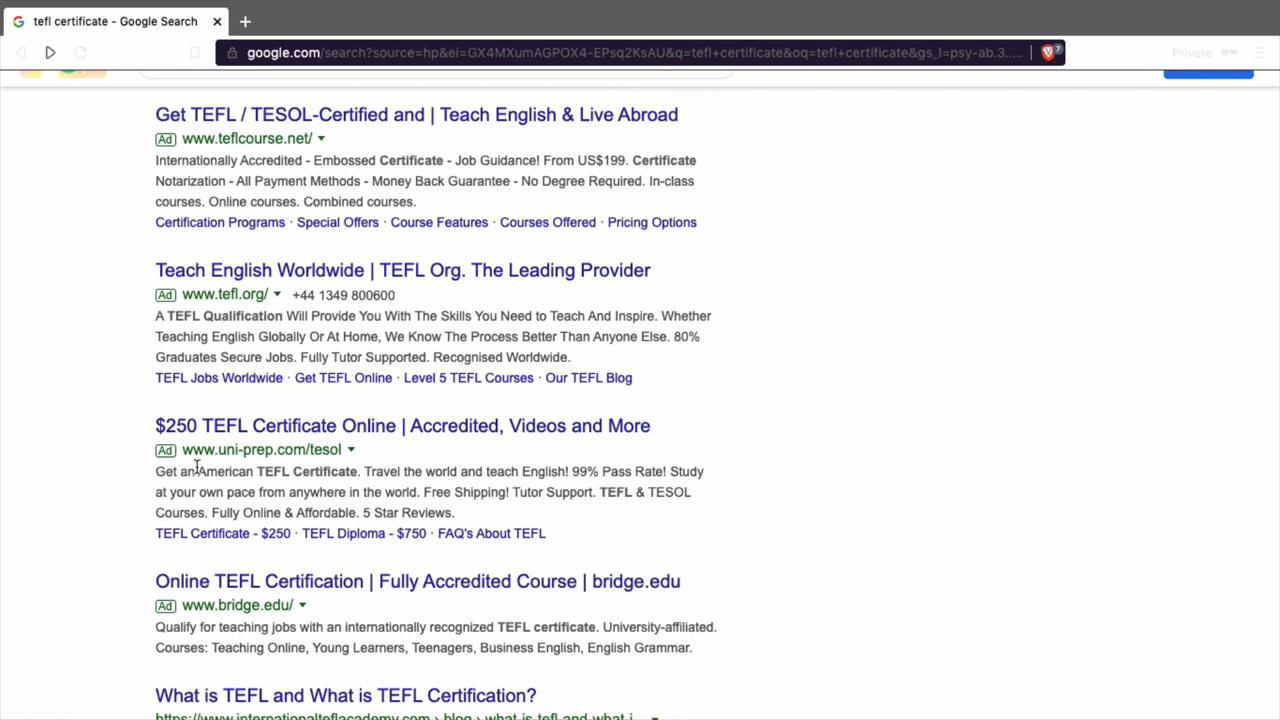 tefl certificate - Google Search
google.com/search?source=hp&ei=GX4MXumAGPOX4-EPsq2KsAU&q=tefl+certificate&oq=tefl+certificate&gs_l=psy-ab.3..... 7 Private
Get TEFL / TESOL-Certified and | Teach English & Live Abroad
Ad www.teflcourse.net/
Internationally Accredited - Embossed Certificate - Job Guidance! From US$199. Certificate
Notarization - All Payment Methods - Money Back Guarantee - No Degree Required. In-class
courses. Online courses. Combined courses.
Certification Programs · Special Offers · Course Features · Courses Offered · Pricing Options
Teach English Worldwide | TEFL Org. The Leading Provider
Ad www.tefl.org/ +44 1349 800600
A TEFL Qualification Will Provide You With The Skills You Need to Teach And Inspire. Whether
Teaching English Globally Or At Home, We Know The Process Better Than Anyone Else. 80%
Graduates Secure Jobs. Fully Tutor Supported. Recognised Worldwide.
TEFL Jobs Worldwide · Get TEFL Online · Level 5 TEFL Courses · Our TEFL Blog
$250 TEFL Certificate Online | Accredited, Videos and More
Ad www.uni-prep.com/tesol
Get an American TEFL Certificate. Travel the world and teach English! 99% Pass Rate! Study
at your own pace from anywhere in the world. Free Shipping! Tutor Support. TEFL & TESOL
Courses. Fully Online & Affordable. 5 Star Reviews.
TEFL Certificate - $250 · TEFL Diploma - $750 · FAQ's About TEFL
Online TEFL Certification | Fully Accredited Course | bridge.edu
Ad www.bridge.edu/
Qualify for teaching jobs with an internationally recognized TEFL certificate. University-affiliated.
Courses: Teaching Online, Young Learners, Teenagers, Business English, English Grammar.
What is TEFL and What is TEFL Certification?
https://www.internationalteflacademy.com › blog › what-is-tefl-and-what-i...